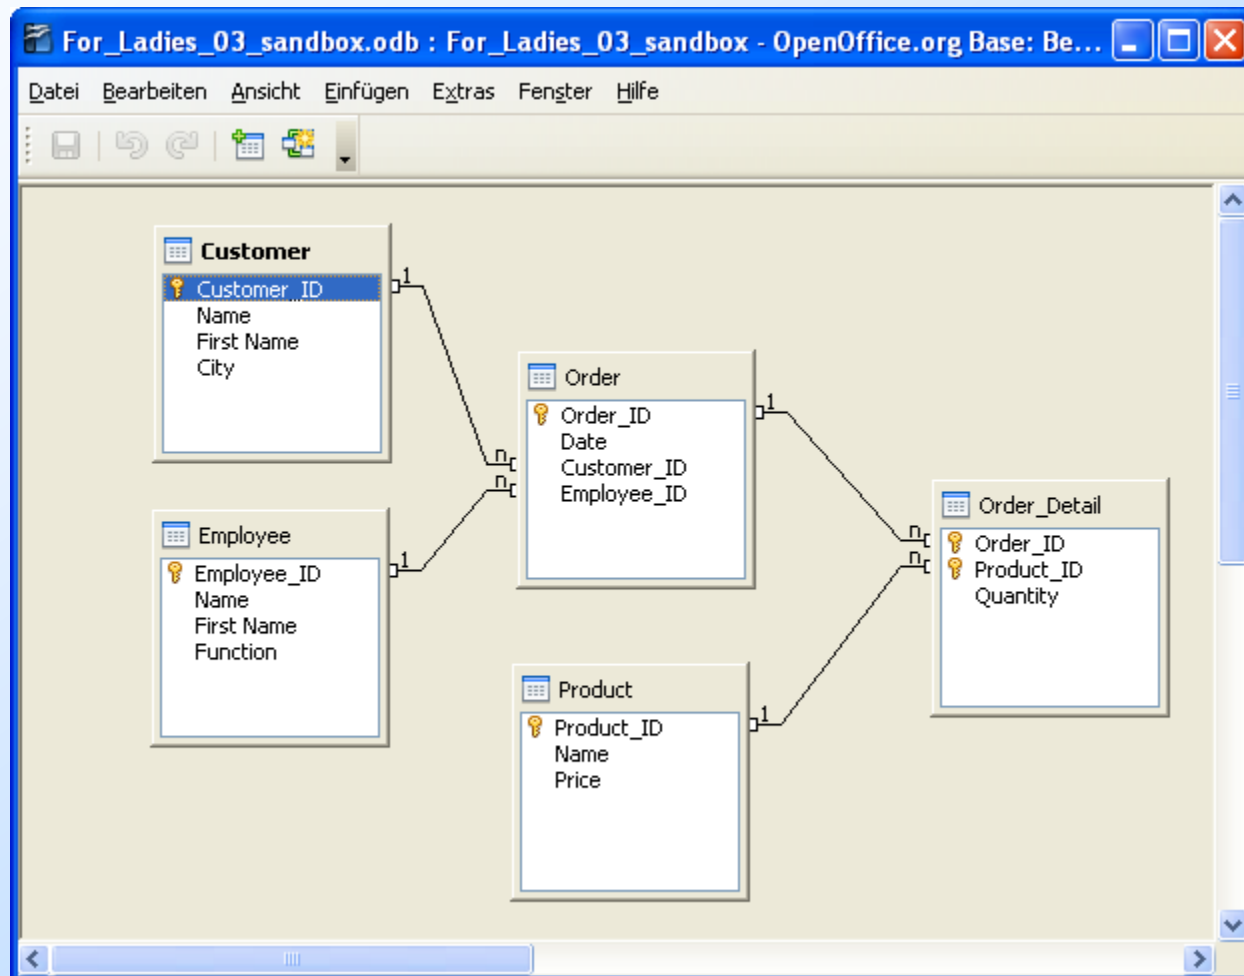 For_Ladies_03_sandbox.odb : For_Ladies_03_sandbox - OpenOffice.org Base: Be...
Datei Bearbeiten Ansicht Einfügen Extras Fenster Hilfe
Customer
Customer_ID
Name
First Name
City
1
n
Order
Order_ID
Date
Customer_ID
Employee_ID
1
n
Employee
Employee_ID
Name
First Name
Function
1
n
Order_Detail
Order_ID
Product_ID
Quantity
n
Product
Product_ID
Name
Price
1